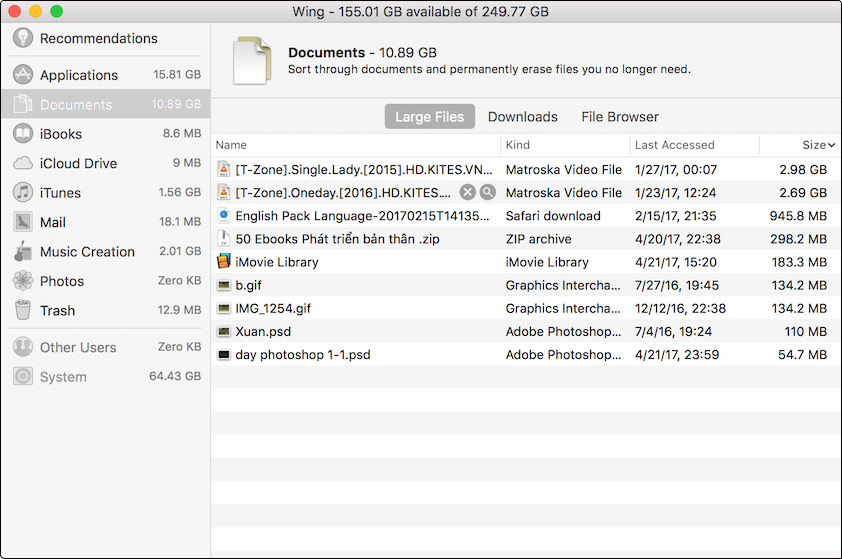 Wing - 155.01 GB available of 249.77 GB
Recommendations
Applications 15.81 GB
Documents 10.89 GB
iBooks 8.6 MB
iCloud Drive 9 MB
iTunes 1.56 GB
Mail 18.1 MB
Music Creation 2.01 GB
Photos Zero KB
Trash 12.9 MB
Other Users Zero KB
System 64.43 GB
Documents - 10.89 GB
Sort through documents and permanently erase files you no longer need.
Large Files Downloads File Browser
Name Kind Last Accessed Size
[T-Zone].Single.Lady.[2015].HD.KITES.VN... Matroska Video File 1/27/17, 00:07 2.98 GB
[T-Zone].Oneday.[2016].HD.KITES.... Matroska Video File 1/23/17, 12:24 2.69 GB
English Pack Language-20170215T14135... Safari download 2/15/17, 21:35 945.8 MB
50 Ebooks Phát triển bản thân .zip ZIP archive 4/20/17, 22:38 298.2 MB
iMovie Library iMovie Library 4/21/17, 15:20 183.3 MB
b.gif Graphics Intercha... 7/27/16, 19:45 134.2 MB
IMG_1254.gif Graphics Intercha... 12/12/16, 22:38 134.2 MB
Xuan.psd Adobe Photoshop... 7/4/16, 19:24 110 MB
day photoshop 1-1.psd Adobe Photoshop... 4/21/17, 23:59 54.7 MB